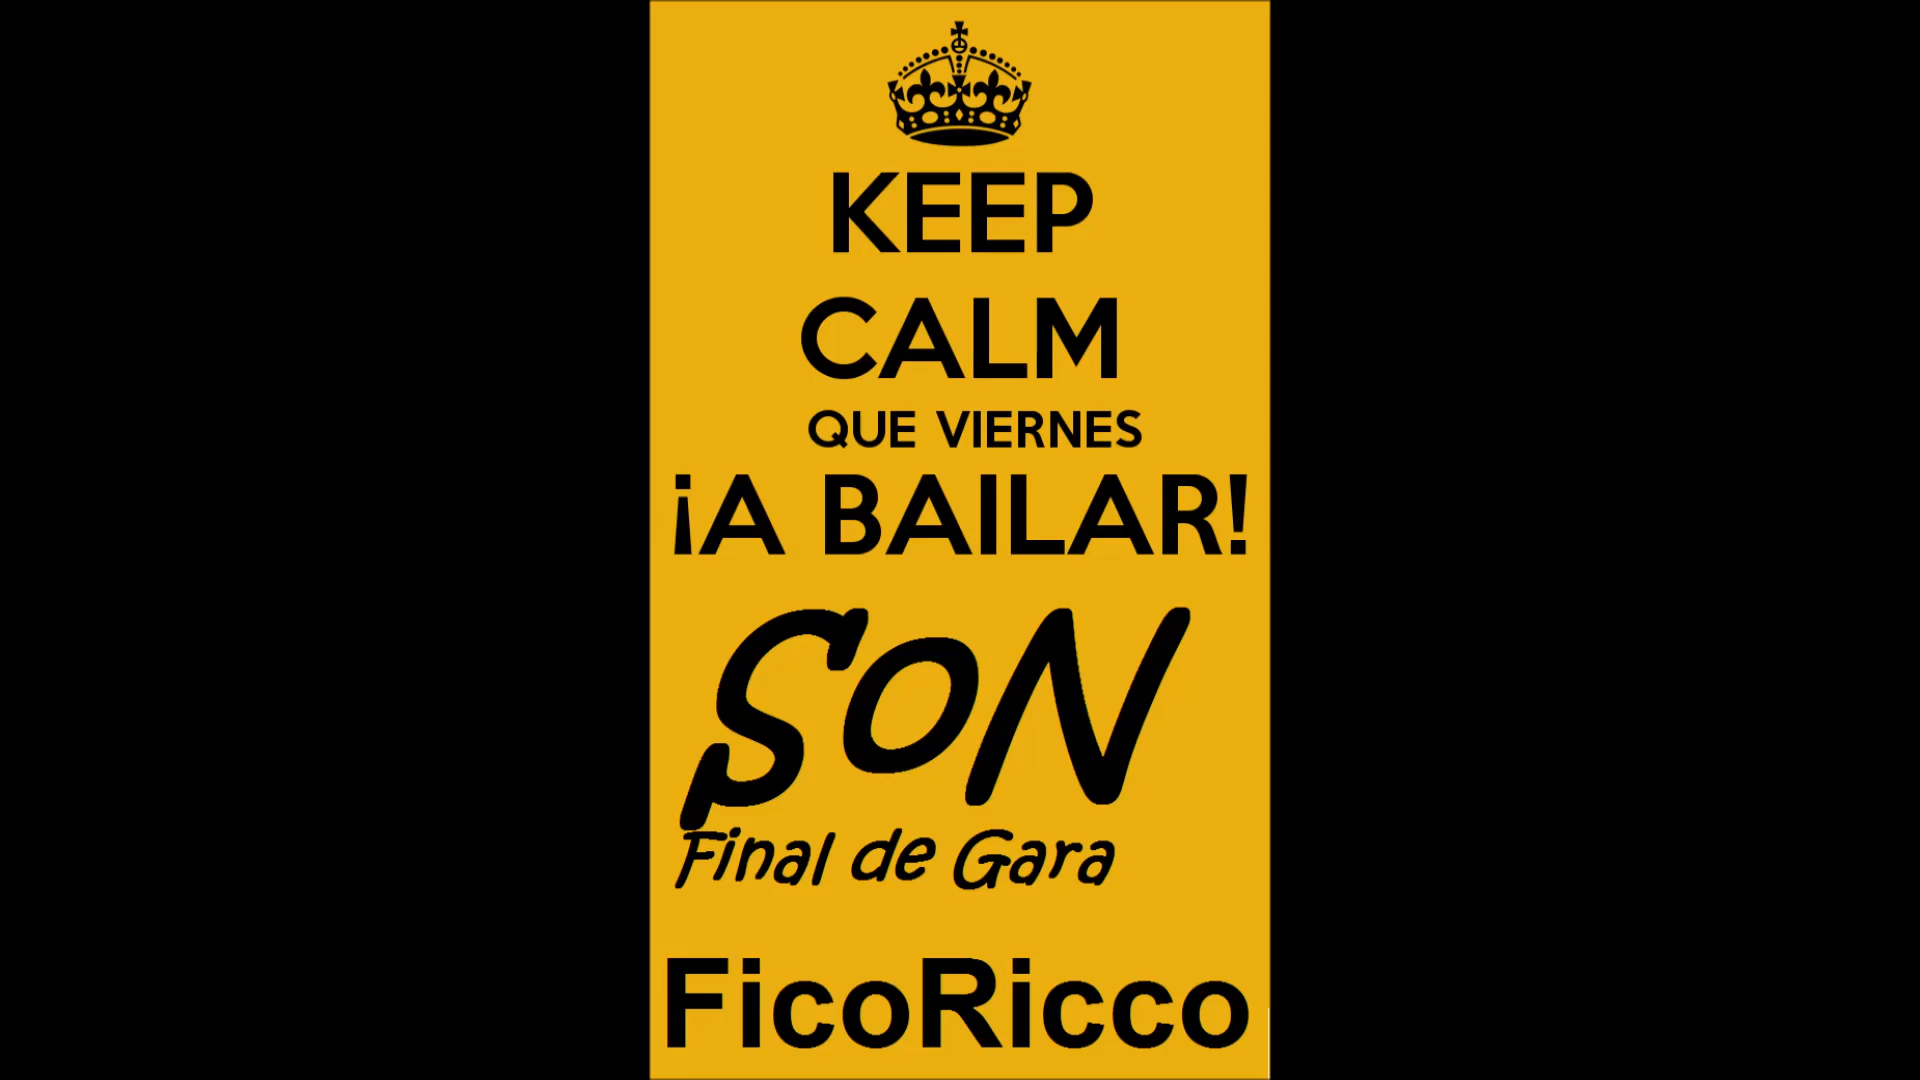 KEEP
CALM
QUE VIERNES
¡A BAILAR!
SON
Final de Gara
FicoRicco